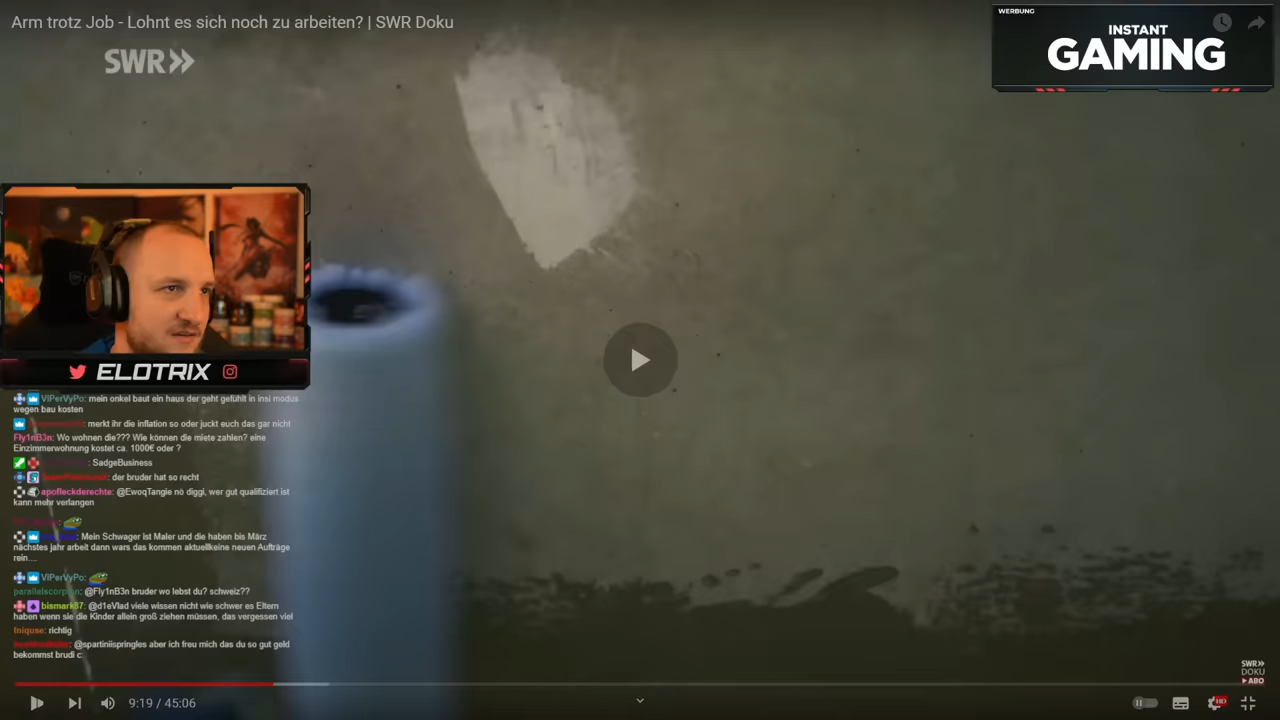 Arm trotz Job - Lohnt es sich noch zu arbeiten? | SWR Doku
WERBUNG
INSTANT
GAMING
SWR
ELOTRIX
ViPerVyPo: mein onkel baut ein haus der geht gefühlt in insi modus
wegen bau kosten
: merkt ihr die inflation so oder juckt euch das gar nicht
Fly1nB3n: Wo wohnen die??? Wie können die miete zahlen? eine
Einzimmerwohnung kostet ca. 1000€ oder ?
: SadgeBusiness
: der bruder hat so recht
apofleckderechte: @EwoqTangle nö diggi, wer gut qualifiziert ist
kann mehr verlangen
: Mein Schwager ist Maler und die haben bis März
nächstes jahr arbeit dann wars das kommen aktuellkeine neuen Aufträge
rein....
ViPerVyPo:
parallelscorpion: @Fly1nB3n bruder wo lebst du? schweiz??
bismark87: @d1eVlad viele wissen nicht wie schwer es Eltern
haben wenn sie die Kinder allein groß ziehen müssen, das vergessen viel
fniquse: richtig
: @spartiniispringles aber ich freu mich das du so gut geld
bekommst brudi c:
SWR
DOKU
ABO
9:19 / 45:06
HD